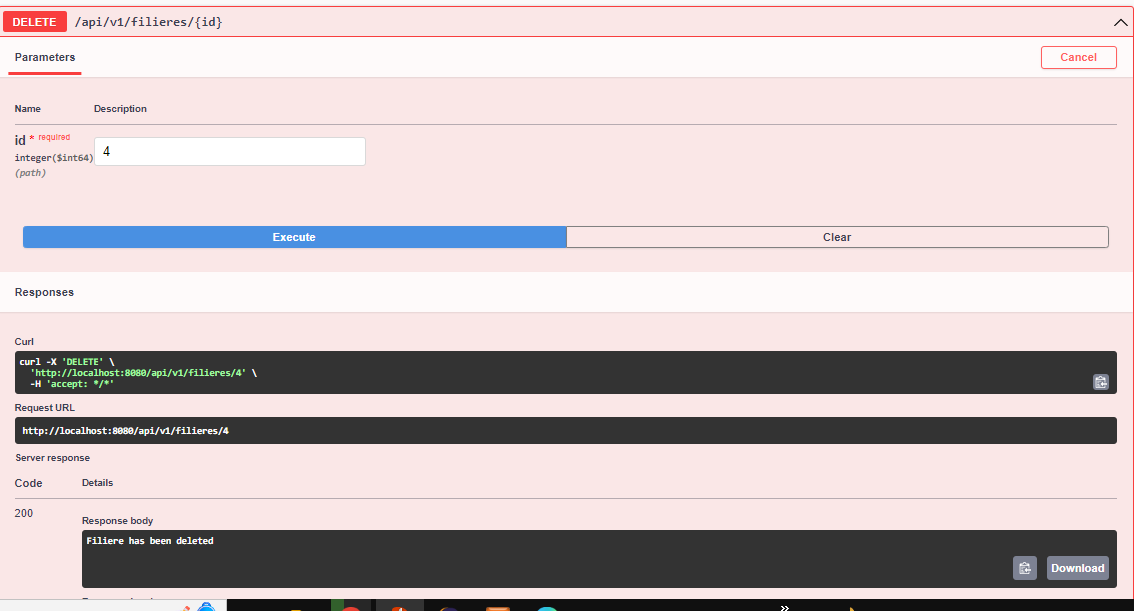 DELETE /api/v1/filieres/{id}
Parameters
Cancel
Name Description
id * required
integer($int64)
(path)
4
Execute
Clear
Responses
Curl
curl -X 'DELETE' \
'http://localhost:8080/api/v1/filieres/4' \
-H 'accept: */*'
Request URL
http://localhost:8080/api/v1/filieres/4
Server response
Code Details
200
Response body
Filiere has been deleted
Download